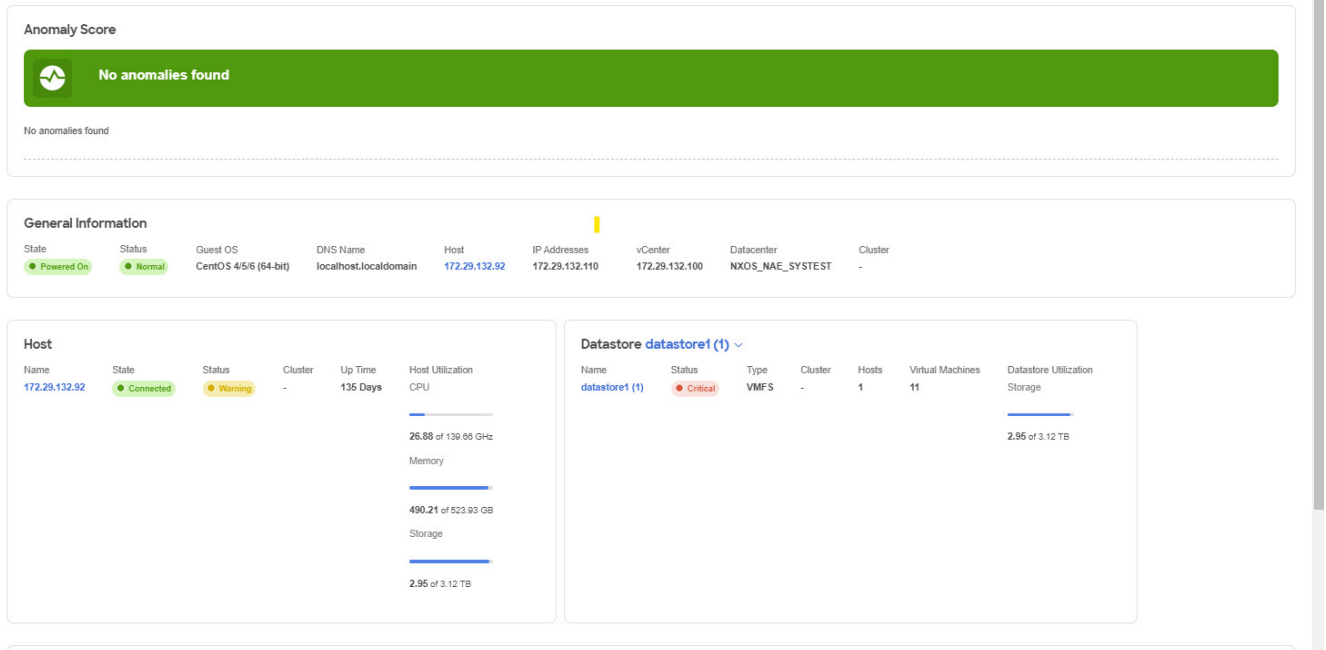 Anomaly Score
No anomalies found
No anomalies found
General Information
State Status Guest OS DNS Name Host IP Addresses vCenter Datacenter Cluster
Powered On Normal CentOS 4/5/6 (64-bit) localhost.localdomain 172.29.132.92 172.29.132.110 172.29.132.100 NXOS_NAE_SYSTEST -
Host
Name State Status Cluster Up Time Host Utilization
172.29.132.92 Connected Warning - 135 Days CPU
26.88 of 139.66 GHz
Memory
490.21 of 523.93 GB
Storage
2.95 of 3.12 TB
Datastore datastore1 (1)
Name Status Type Cluster Hosts Virtual Machines Datastore Utilization
datastore1 (1) Critical VMFS - 1 11 Storage
2.95 of 3.12 TB